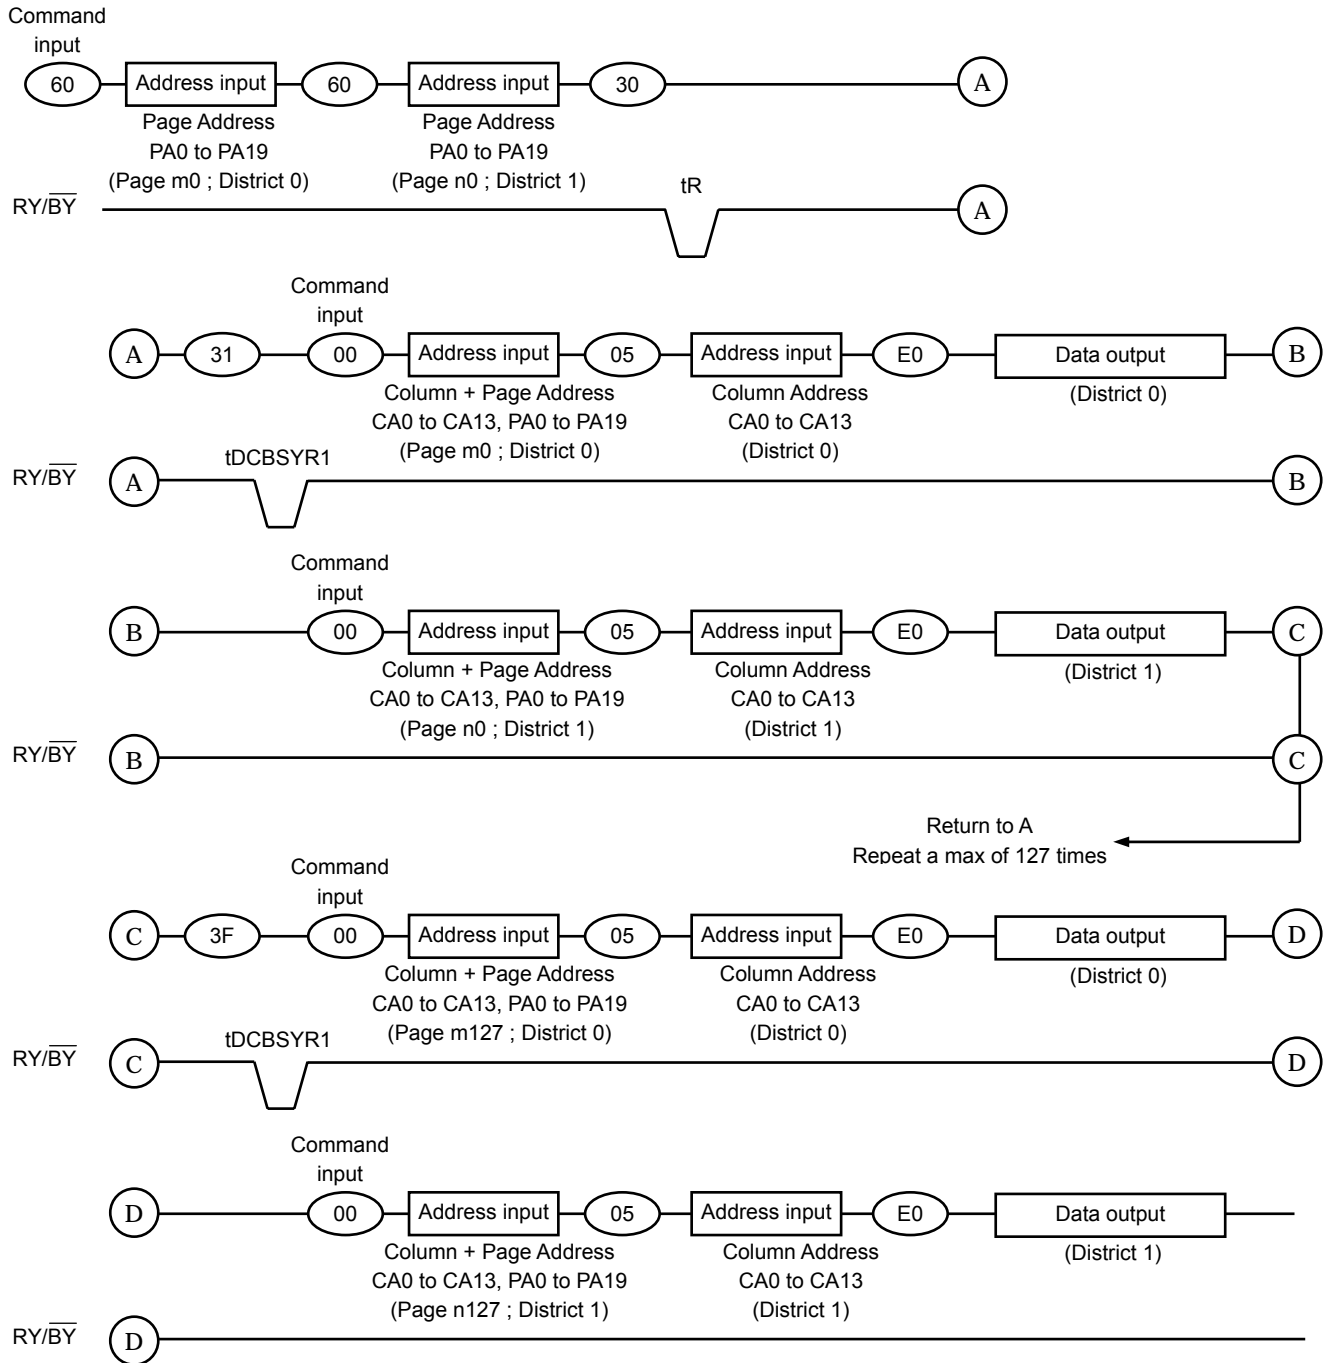 Command
input
60 Address input 60 Address input 30 A
Page Address Page Address
PA0 to PA19 PA0 to PA19
(Page m0 ; District 0) (Page n0 ; District 1)
tR
RY/BY A
Command
input
A 31 00 Address input 05 Address input E0 Data output B
Column + Page Address Column Address (District 0)
CA0 to CA13, PA0 to PA19 CA0 to CA13
(Page m0 ; District 0) (District 0)
tDCBSYR1
RY/BY A B
Command
input
B 00 Address input 05 Address input E0 Data output C
Column + Page Address Column Address (District 1)
CA0 to CA13, PA0 to PA19 CA0 to CA13
(Page n0 ; District 1) (District 1)
RY/BY B C
Return to A
Repeat a max of 127 times
Command
input
C 3F 00 Address input 05 Address input E0 Data output D
Column + Page Address Column Address (District 0)
CA0 to CA13, PA0 to PA19 CA0 to CA13
(Page m127 ; District 0) (District 0)
tDCBSYR1
RY/BY C D
Command
input
D 00 Address input 05 Address input E0 Data output
Column + Page Address Column Address (District 1)
CA0 to CA13, PA0 to PA19 CA0 to CA13
(Page n127 ; District 1) (District 1)
RY/BY D